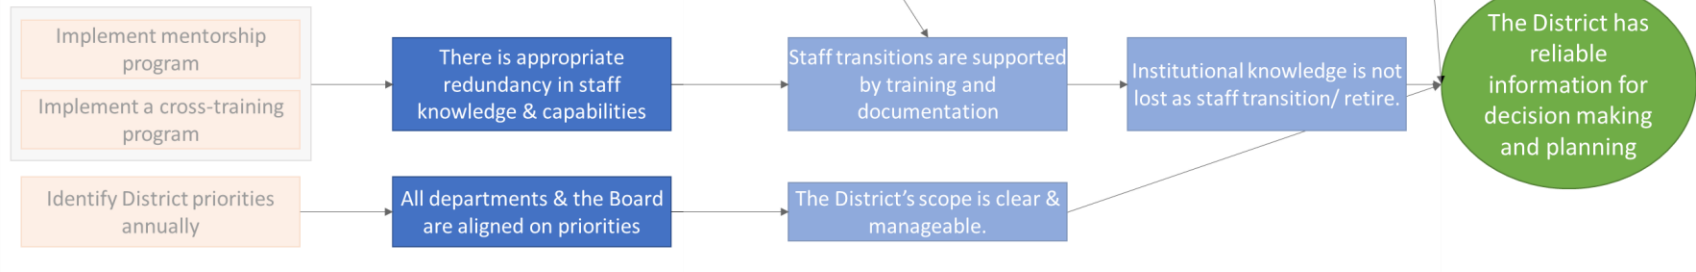 Implement mentorship
program
Implement a cross-training
program
There is appropriate
redundancy in staff
knowledge & capabilities
Staff transitions are supported
by training and
documentation
Institutional knowledge is not
lost as staff transition/ retire.
The District has
reliable
information for
decision making
and planning
Identify District priorities
annually
All departments & the Board
are aligned on priorities
The District’s scope is clear &
manageable.